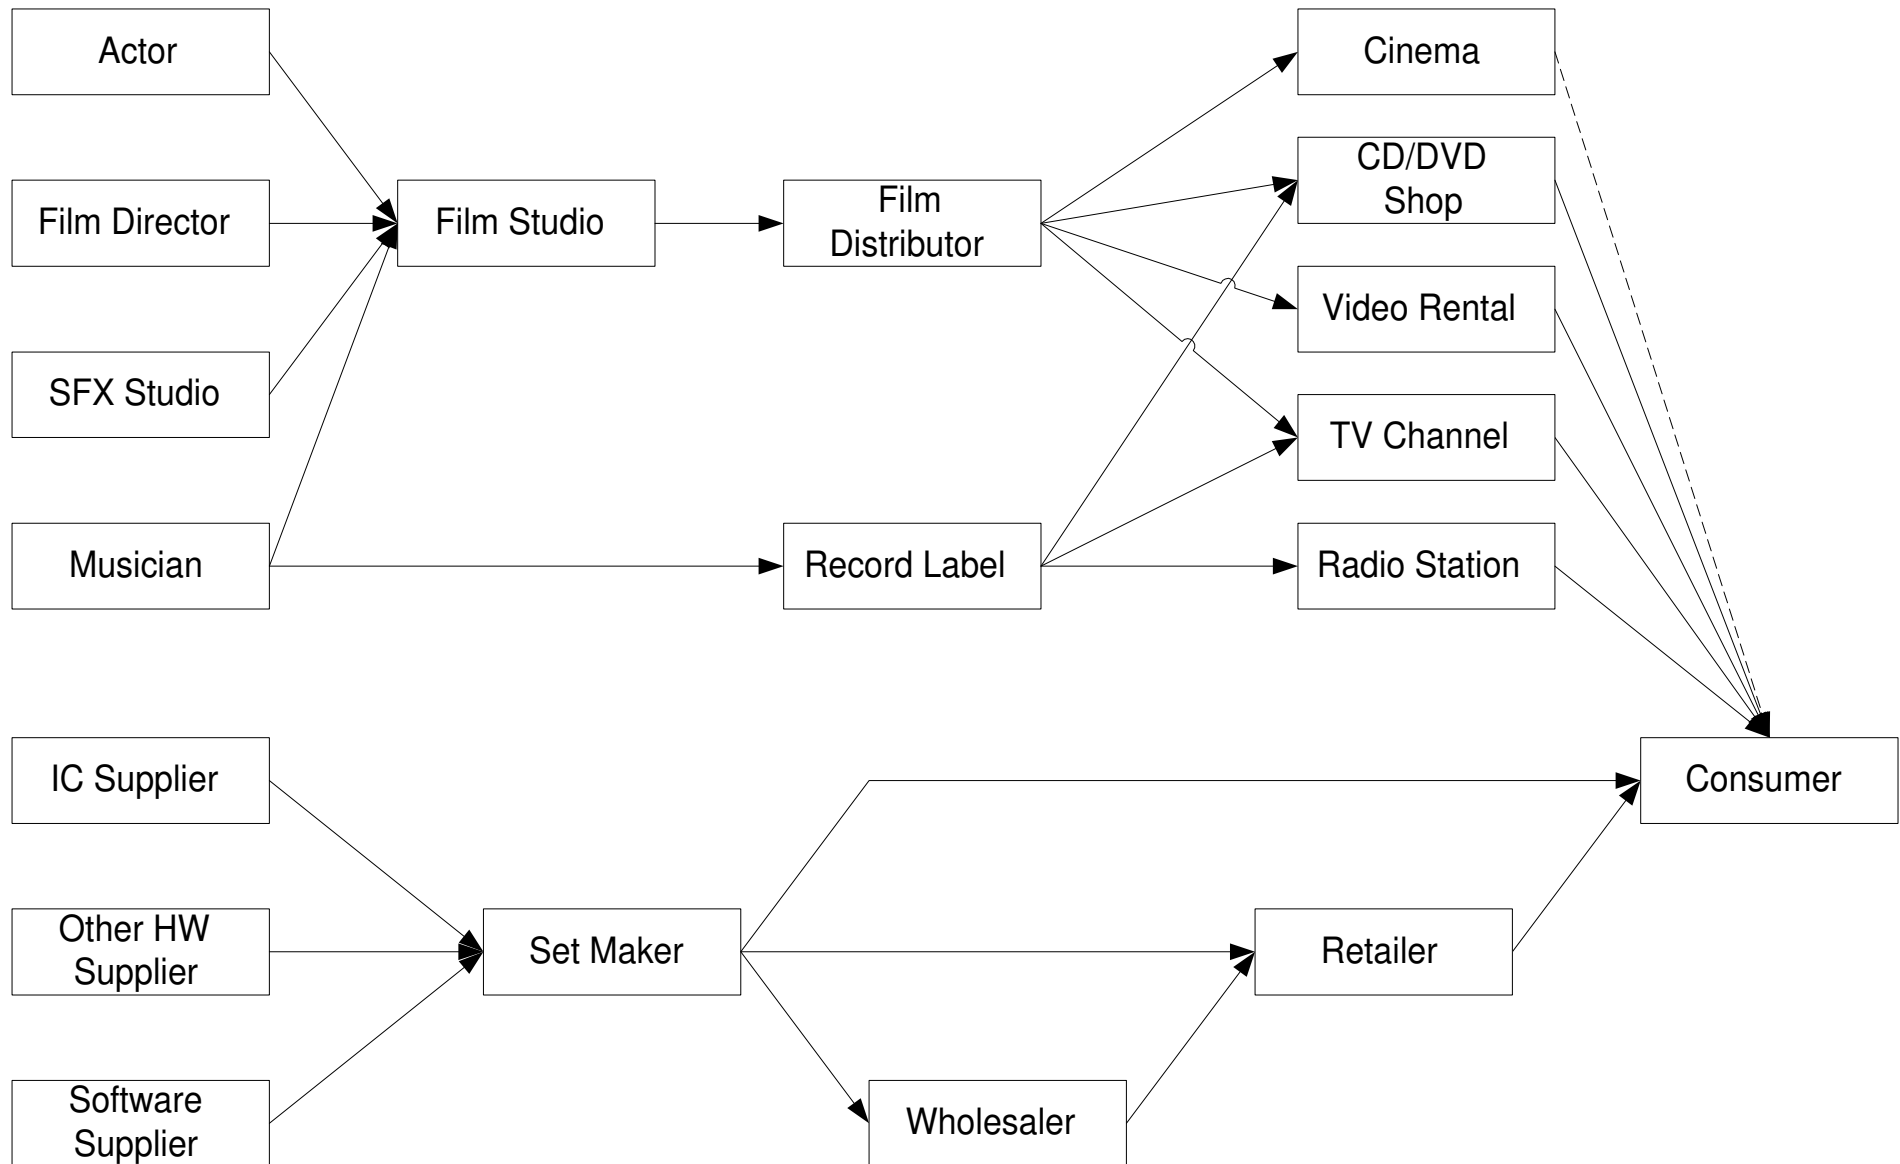 Actor
Cinema
CD/DVD
Shop
Film Director
Film Studio
Film
Distributor
Video Rental
SFX Studio
TV Channel
Musician
Record Label
Radio Station
IC Supplier
Consumer
Other HW
Supplier
Set Maker
Retailer
Software
Supplier
Wholesaler